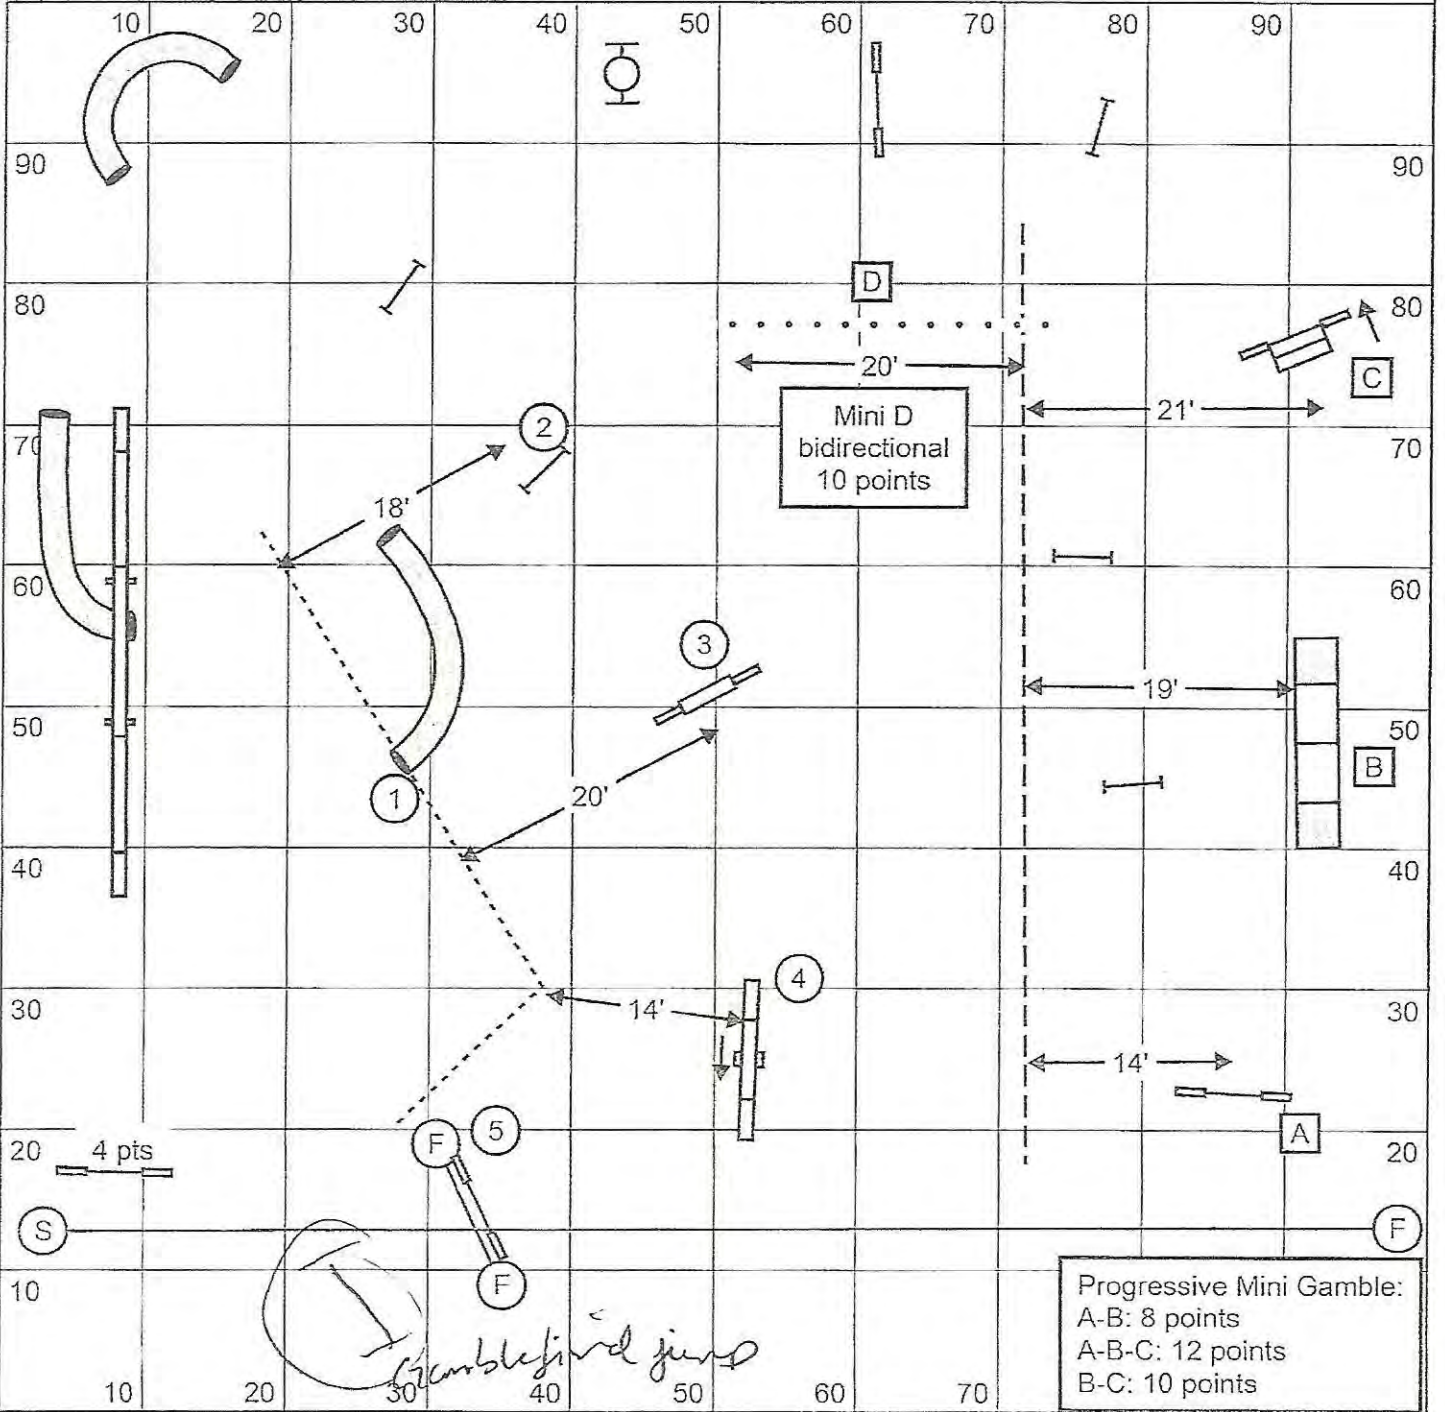 10 20 30 40 50 60 70 80 90
90 90
80 D 80
20'
C
21'
Mini D
bidirectional
10 points
2
70 70
18'
60 60
3
19'
50 50
B
1
20'
40 40
4
30 14' 30
14'
5
F
A
20 4 pts 20
S F
10
F
Progressive Mini Gamble:
A-B: 8 points
A-B-C: 12 points
B-C: 10 points
jump
10 20 30 40 50 60 70